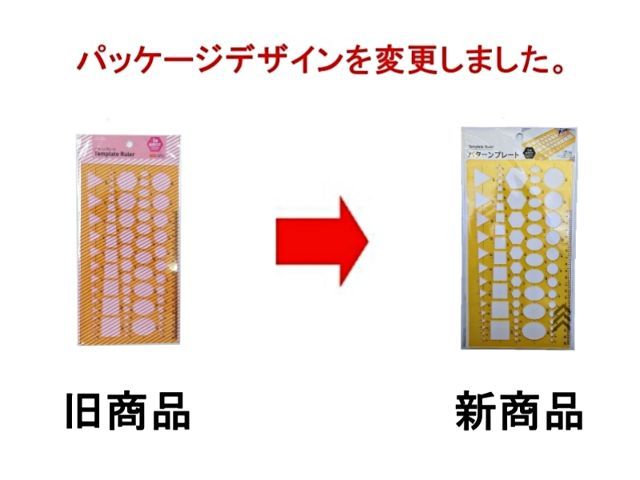 パッケージデザインを変更しました。
Template Ruler
Template Ruler
パターンプレート
旧商品
新商品